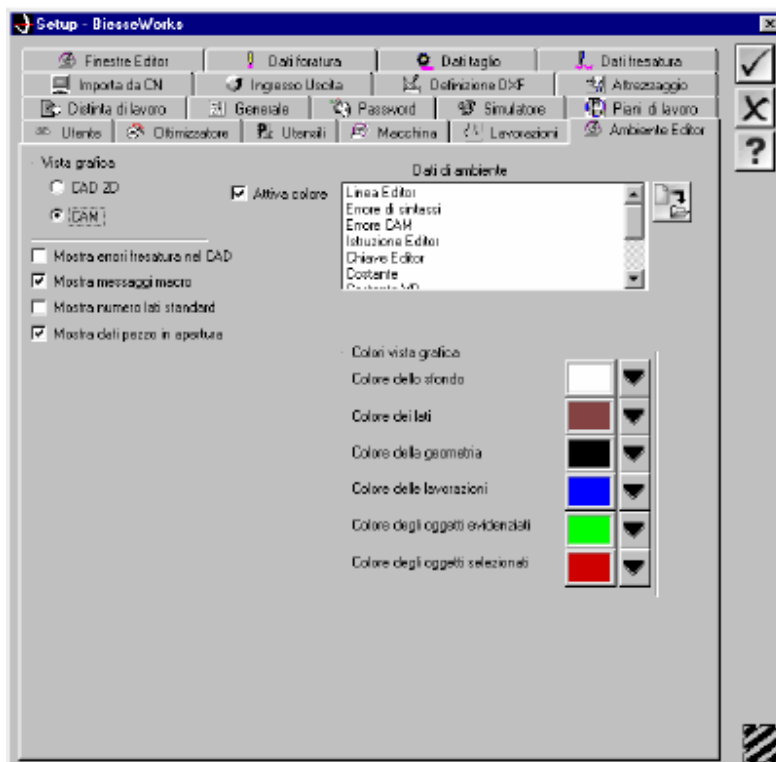 Setup - BiesseWorks
Finestre Editor
Dati foratura
Dati taglio
Dati fresatura
Importa da CN
Ingresso Uscita
Definizione DXF
Attrezzaggio
Distinta di lavoro
Generale
Password
Simulatore
Piani di lavoro
Utente
Ottimizzatore
Utensili
Macchina
Lavorazioni
Ambiente Editor
Vista grafica
CAD 2D
CAM
Attiva colore
Dati di ambiente
Linea Editor
Errore di sintassi
Errore CAM
Istruzione Editor
Chiave Editor
Costante
Mostra errori fresatura nel CAD
Mostra messaggi macro
Mostra numero lati standard
Mostra dati pezzo in apertura
Colori vista grafica
Colore dello sfondo
Colore dei lati
Colore della geometria
Colore delle lavorazioni
Colore degli oggetti evidenziati
Colore degli oggetti selezionati
?